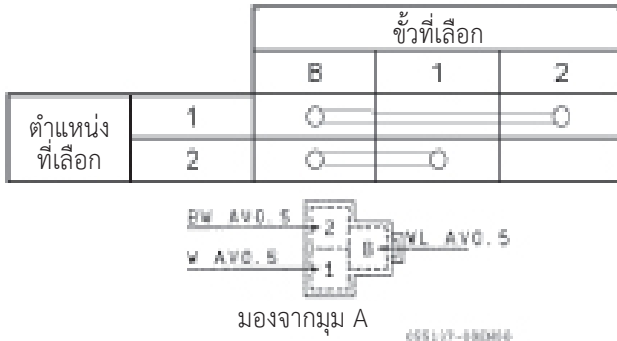 ขั้วที่เลือก
B 1 2
ตำแหน่ง
ที่เลือก
1
2
BW AV0.5
2
WL AV0.5
B
W AV0.5
1
มองจากมุม A